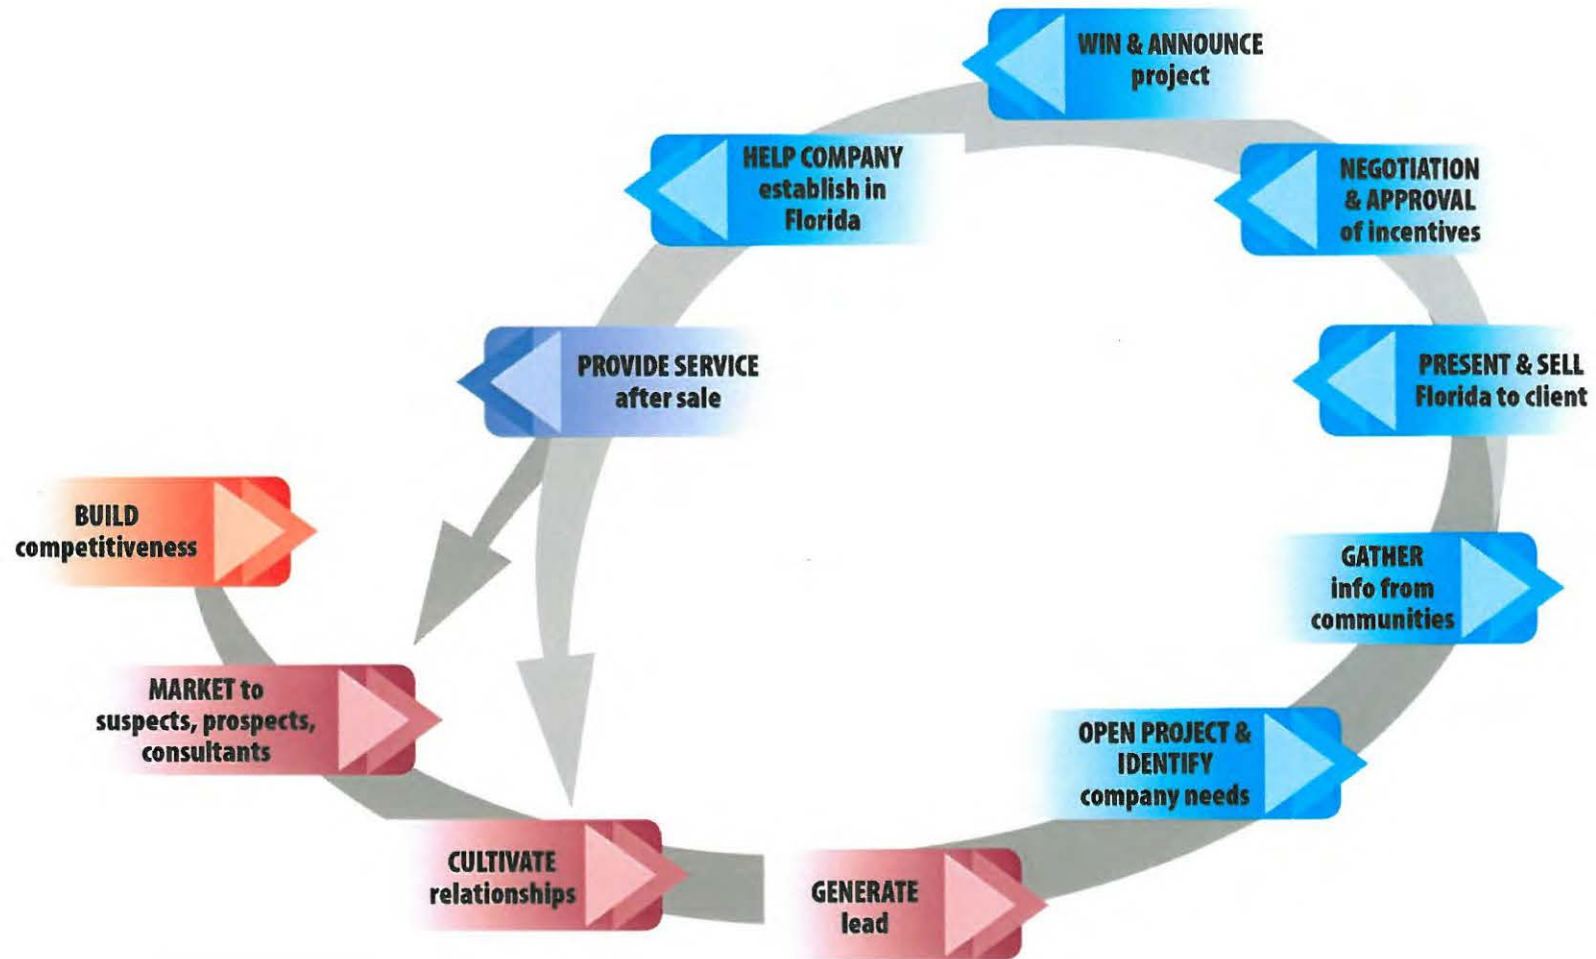 WIN & ANNOUNCE
project
HELP COMPANY
establish in
Florida
NEGOTIATION
& APPROVAL
of incentives
PROVIDE SERVICE
after sale
PRESENT & SELL
Florida to client
BUILD
competitiveness
GATHER
info from
communities
MARKET to
suspects, prospects,
consultants
OPEN PROJECT &
IDENTIFY
company needs
CULTIVATE
relationships
GENERATE
lead